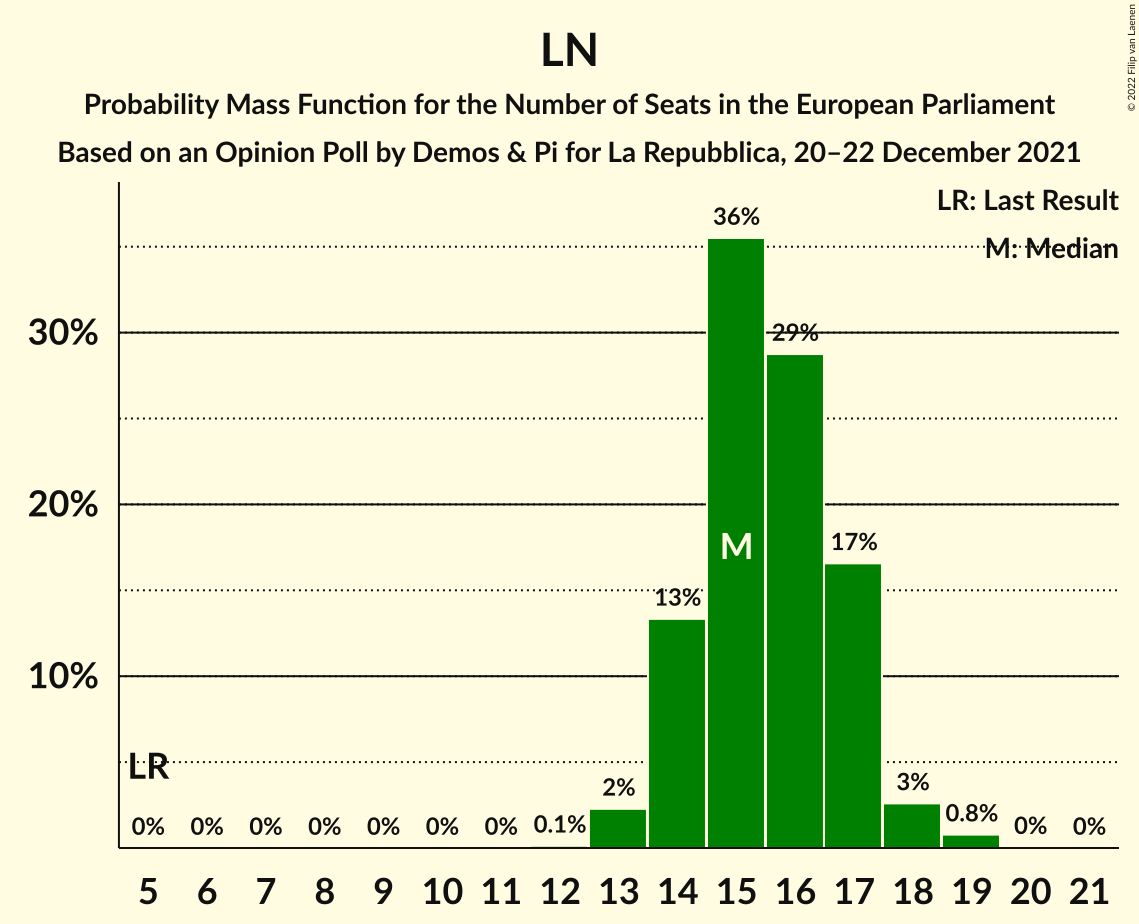 LN
Probability Mass Function for the Number of Seats in the European Parliament
Based on an Opinion Poll by Demos & Pi for La Repubblica, 20–22 December 2021
© 2022 Filip van Laenen
LR: Last Result
M: Median
36%
30%
29%
20%
17%
M
13%
10%
LR
3%
2%
0.8%
0% 0% 0% 0% 0% 0% 0% 0.1% 0% 0%
5 6 7 8 9 10 11 12 13 14 15 16 17 18 19 20 21